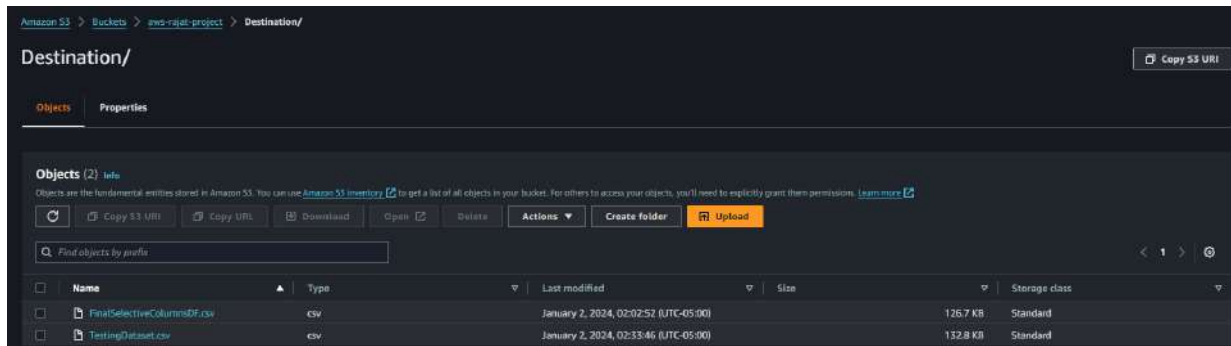 Amazon S3 > Buckets > aws-rajat-project > Destination/
Destination/
Copy S3 URI
Objects Properties
Objects (2) Info
Objects are the fundamental entities stored in Amazon S3. You can use Amazon S3 inventory to get a list of all objects in your bucket. For others to access your objects, you'll need to explicitly grant them permissions. Learn more
Copy S3 URI Copy URL Download Open Delete Actions Create folder Upload
Find objects by prefix
< 1 >
Name Type Last modified Size Storage class
FinalSelectiveColumnsDF.csv csv January 2, 2024, 02:02:52 (UTC-05:00) 126.7 KB Standard
TestingDataset.csv csv January 2, 2024, 02:33:46 (UTC-05:00) 132.8 KB Standard